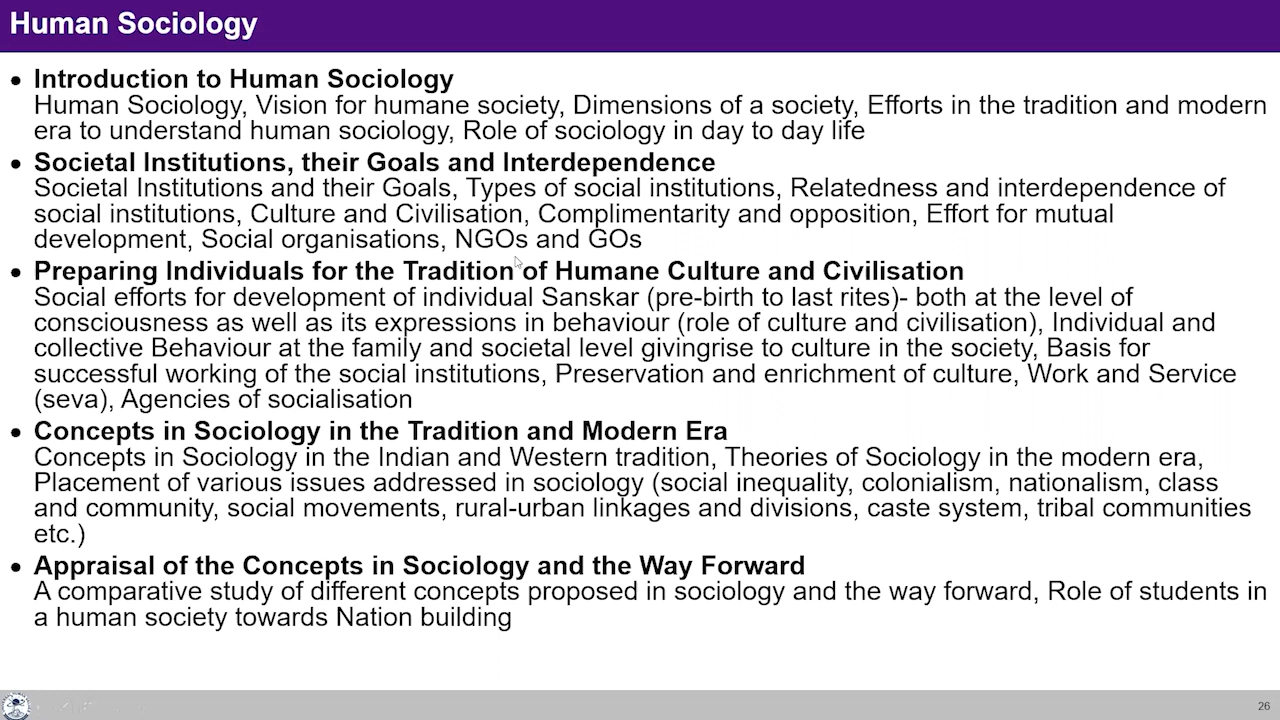 Human Sociology
• Introduction to Human Sociology
Human Sociology, Vision for humane society, Dimensions of a society, Efforts in the tradition and modern
era to understand human sociology, Role of sociology in day to day life
• Societal Institutions, their Goals and Interdependence
Societal Institutions and their Goals, Types of social institutions, Relatedness and interdependence of
social institutions, Culture and Civilisation, Complimentarity and opposition, Effort for mutual
development, Social organisations, NGOs and GOs
• Preparing Individuals for the Tradition of Humane Culture and Civilisation
Social efforts for development of individual Sanskar (pre-birth to last rites)- both at the level of
consciousness as well as its expressions in behaviour (role of culture and civilisation), Individual and
collective Behaviour at the family and societal level givingrise to culture in the society, Basis for
successful working of the social institutions, Preservation and enrichment of culture, Work and Service
(seva), Agencies of socialisation
• Concepts in Sociology in the Tradition and Modern Era
Concepts in Sociology in the Indian and Western tradition, Theories of Sociology in the modern era,
Placement of various issues addressed in sociology (social inequality, colonialism, nationalism, class
and community, social movements, rural-urban linkages and divisions, caste system, tribal communities
etc.)
• Appraisal of the Concepts in Sociology and the Way Forward
A comparative study of different concepts proposed in sociology and the way forward, Role of students in
a human society towards Nation building
26